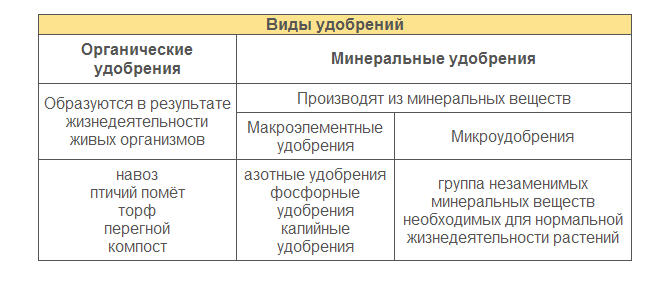 Виды удобрений
Органические
удобрения
Минеральные удобрения
Образуются в результате
жизнедеятельности
живых организмов
Производят из минеральных веществ
Макроэлементные
удобрения
Микроудобрения
навоз
птичий помёт
торф
перегной
компост
азотные удобрения
фосфорные
удобрения
калийные
удобрения
группа незаменимых
минеральных веществ
необходимых для нормальной
жизнедеятельности растений